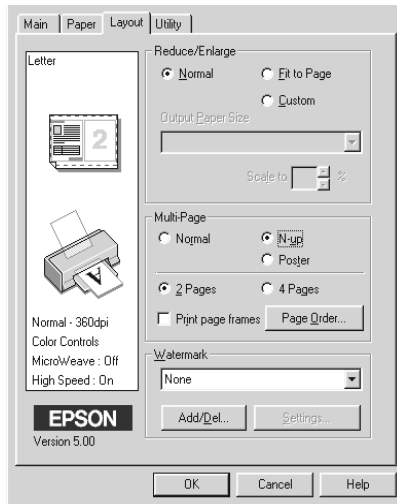 Main Paper Layout Utility
Letter
2
A
Normal - 360dpi
Color Controls
MicroWeave : Off
High Speed : On
EPSON
Version 5.00
Reduce/Enlarge
Normal Fit to Page
Custom
Output Paper Size
Scale to %
Multi-Page
Normal N-up
Poster
2 Pages 4 Pages
Print page frames Page Order...
Watermark
None
Add/Del... Settings...
OK Cancel Help